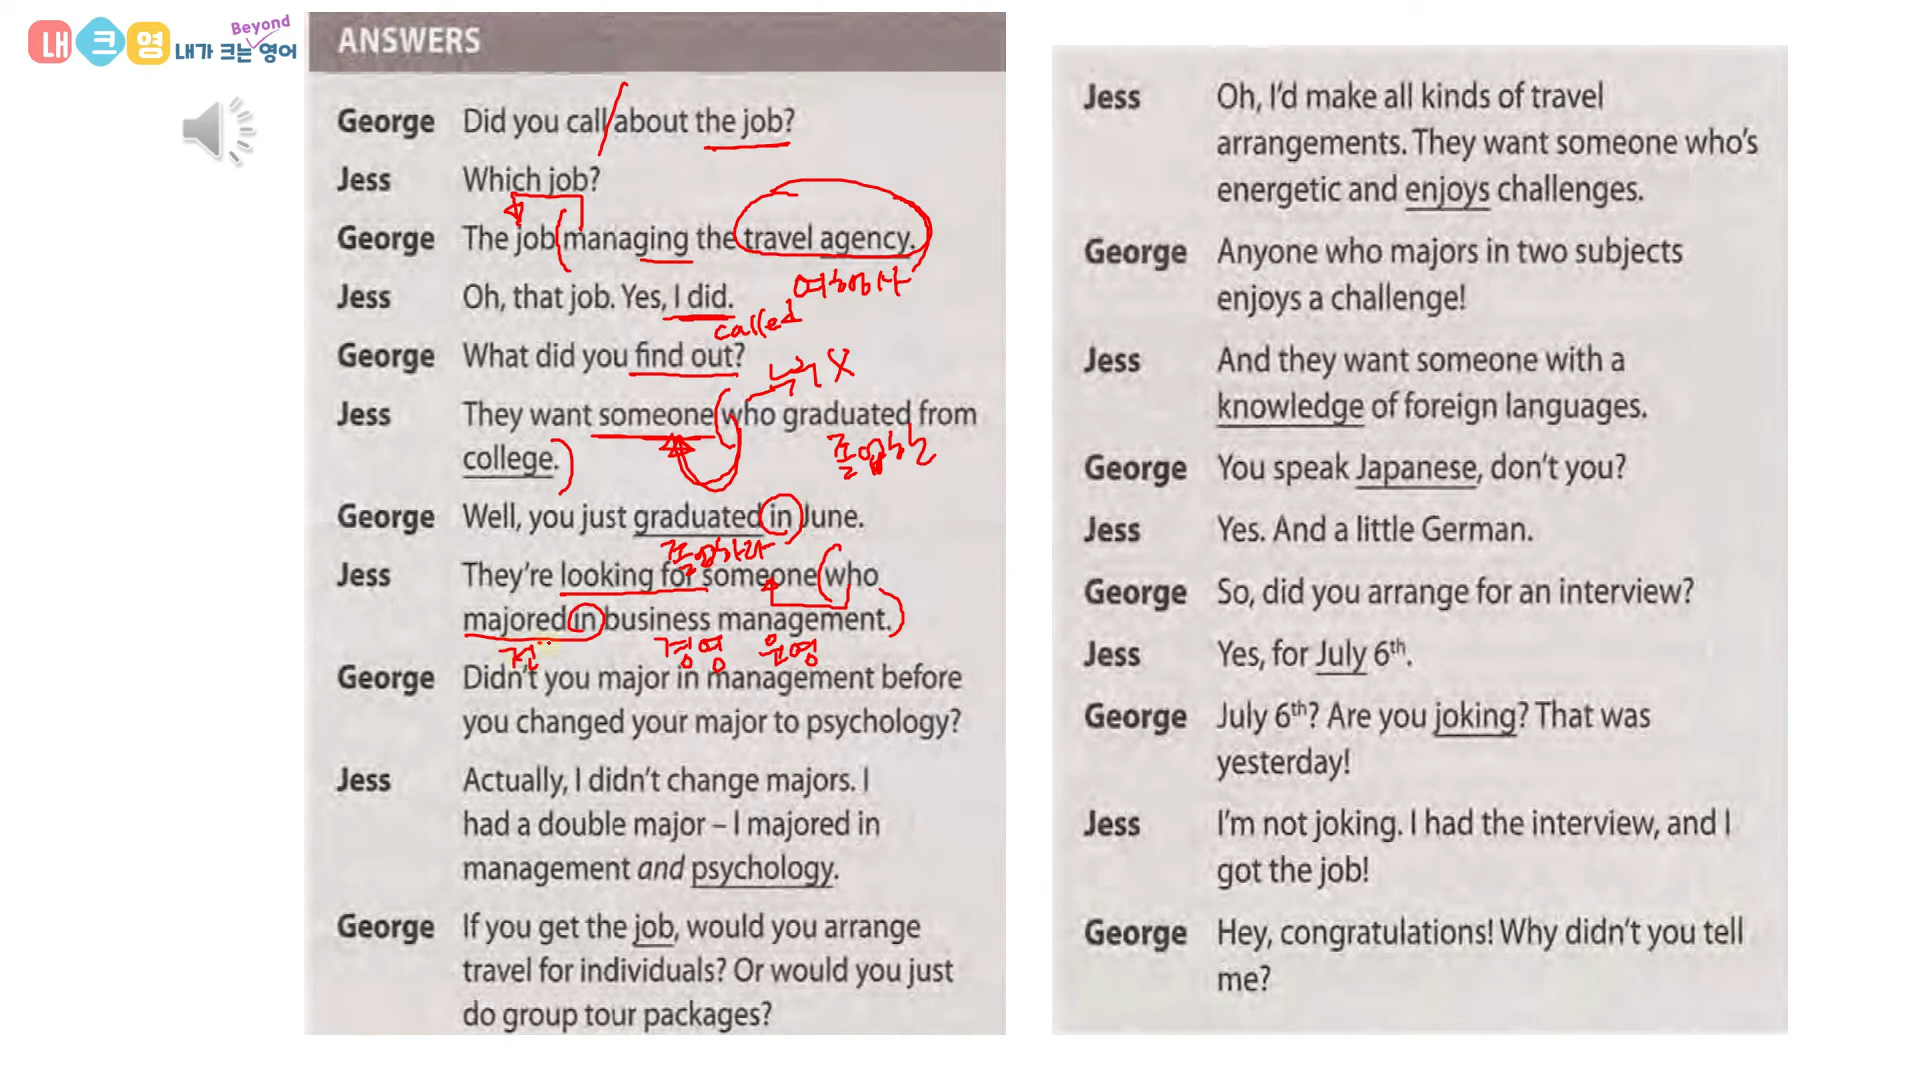 내크영
Beyond
내가 크는 영어
ANSWERS
George Did you call about the job?
Jess Which job?
George The job managing the travel agency.
여행사
Jess Oh, that job. Yes, I did.
called
George What did you find out?
누가 X
Jess They want someone who graduated from
college.
졸업한
George Well, you just graduated in June.
졸업하다
Jess They're looking for someone who
majored in business management.
전
경영
운영
George Didn't you major in management before
you changed your major to psychology?
Jess Actually, I didn't change majors. I
had a double major – I majored in
management and psychology.
George If you get the job, would you arrange
travel for individuals? Or would you just
do group tour packages?
Jess Oh, I'd make all kinds of travel
arrangements. They want someone who's
energetic and enjoys challenges.
George Anyone who majors in two subjects
enjoys a challenge!
Jess And they want someone with a
knowledge of foreign languages.
George You speak Japanese, don't you?
Jess Yes. And a little German.
George So, did you arrange for an interview?
Jess Yes, for July 6th.
George July 6th? Are you joking? That was
yesterday!
Jess I'm not joking. I had the interview, and I
got the job!
George Hey, congratulations! Why didn't you tell
me?